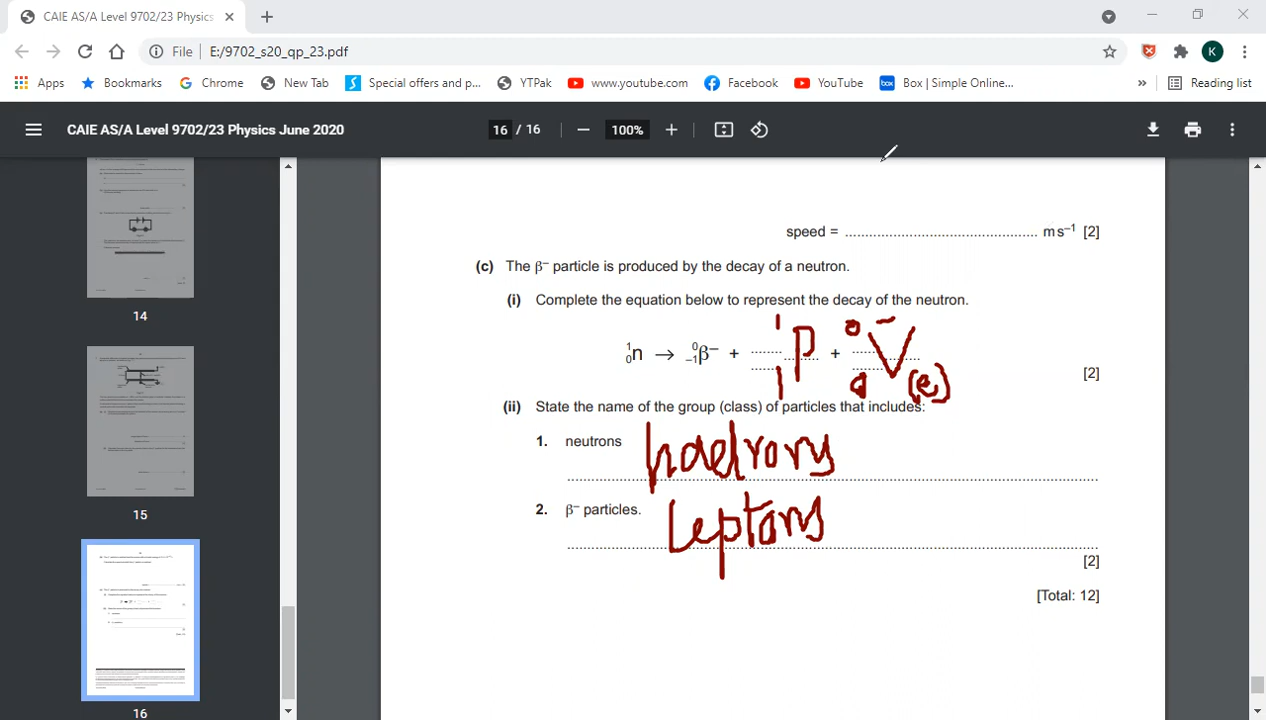 CAIE AS/A Level 9702/23 Physics
File E:/9702_s20_qp_23.pdf K
Apps Bookmarks Chrome New Tab Special offers and p... YTPak www.youtube.com Facebook YouTube box Box | Simple Online... » Reading list
CAIE AS/A Level 9702/23 Physics June 2020 16 / 16 − 100% +
speed = .......................................... m s⁻¹ [2]
(c) The β⁻ particle is produced by the decay of a neutron.
(i) Complete the equation below to represent the decay of the neutron.
¹₀n → ⁰₋₁β⁻ + ¹₁P + ⁰₀V̄(e)
[2]
(ii) State the name of the group (class) of particles that includes:
1. neutrons hadrons
2. β⁻ particles. Leptons
[2]
[Total: 12]
14
15
16